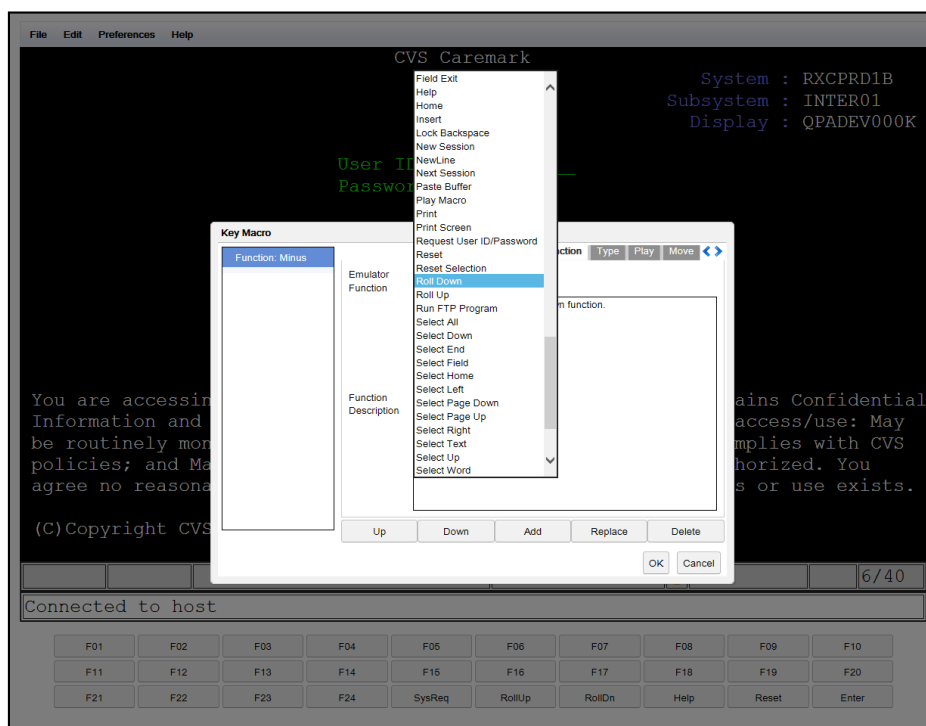 File Edit Preferences Help
CVS Caremark
System : RXCPRD1B
Subsystem : INTER01
Display : QPADEV000K
User I
Passwo
Key Macro
Function: Minus
ction Type Play Move
Emulator
Function
Field Exit
Help
Home
Insert
Lock Backspace
New Session
NewLine
Next Session
Paste Buffer
Play Macro
Print
Print Screen
Request User ID/Password
Reset
Reset Selection
Roll Down
Roll Up
Run FTP Program
Select All
Select Down
Select End
Select Field
Select Home
Select Left
Select Page Down
Select Page Up
Select Right
Select Text
Select Up
Select Word
n function.
Function
Description
Up Down Add Replace Delete
OK Cancel
You are accessin ains Confidential
Information and access/use: May
be routinely mon mplies with CVS
policies; and Ma horized. You
agree no reasona s or use exists.
(C)Copyright CVS
6/40
Connected to host
F01 F02 F03 F04 F05 F06 F07 F08 F09 F10
F11 F12 F13 F14 F15 F16 F17 F18 F19 F20
F21 F22 F23 F24 SysReq RollUp RollDn Help Reset Enter